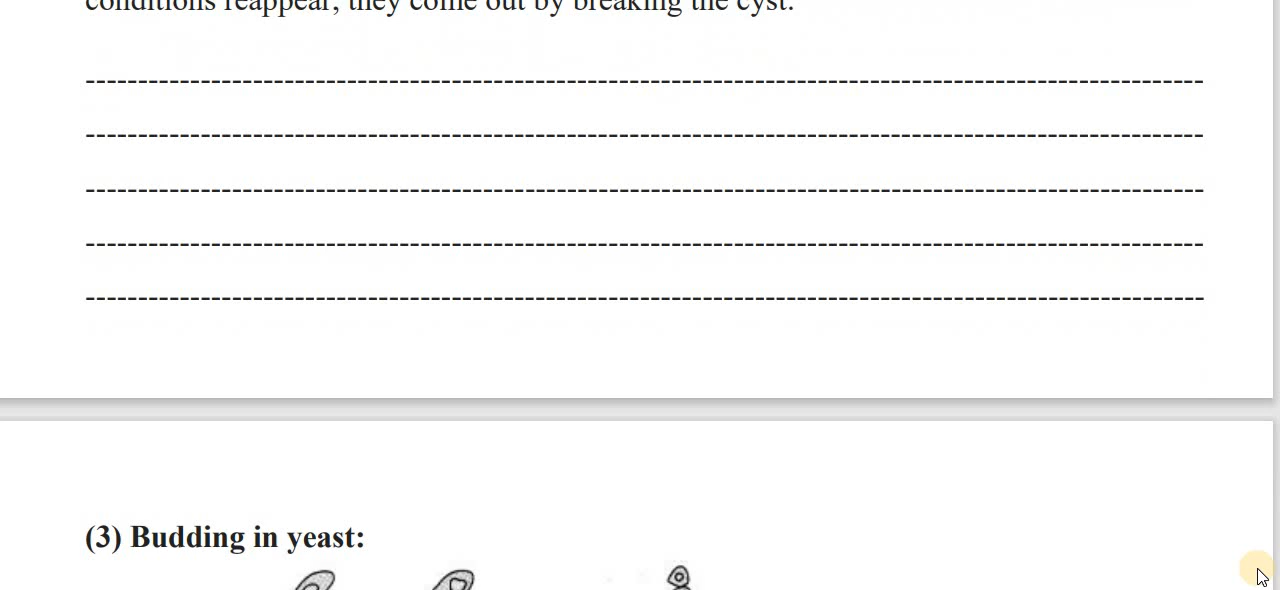 conditions reappear, they come out by breaking the cyst.
(3) Budding in yeast: